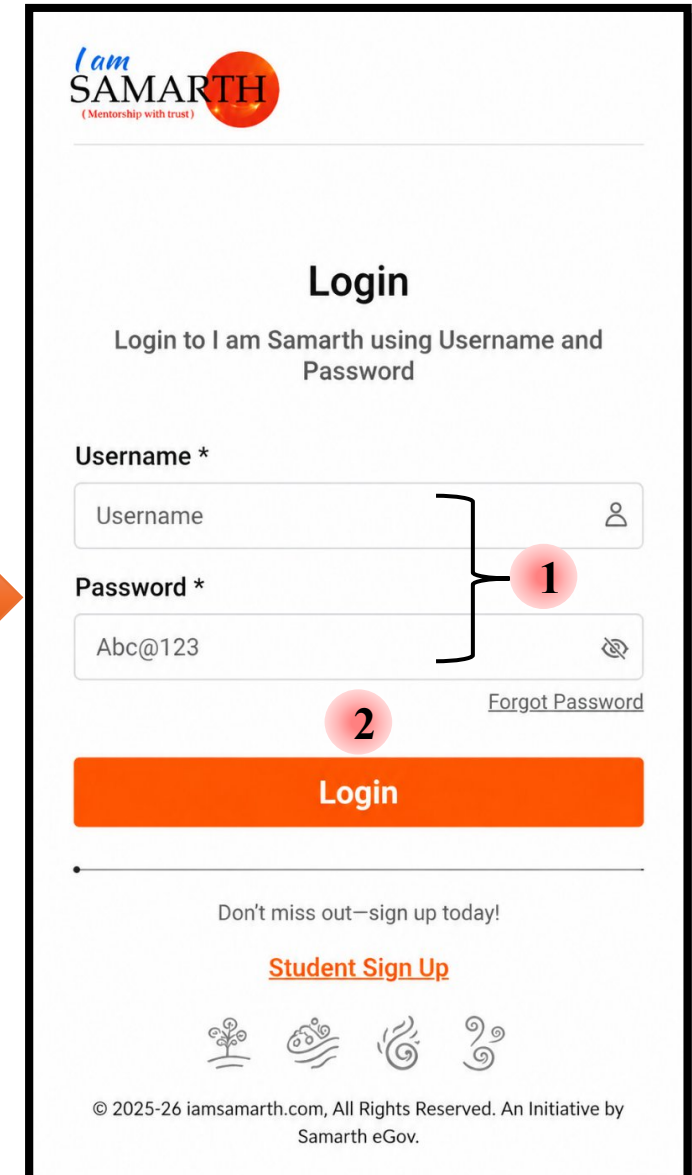 I am
SAMARTH
( Mentorship with trust )
Login
Login to I am Samarth using Username and
Password
Username *
Username
1
Password *
Abc@123
Forgot Password
2
Login
Don't miss out—sign up today!
Student Sign Up
© 2025-26 iamsamarth.com, All Rights Reserved. An Initiative by
Samarth eGov.